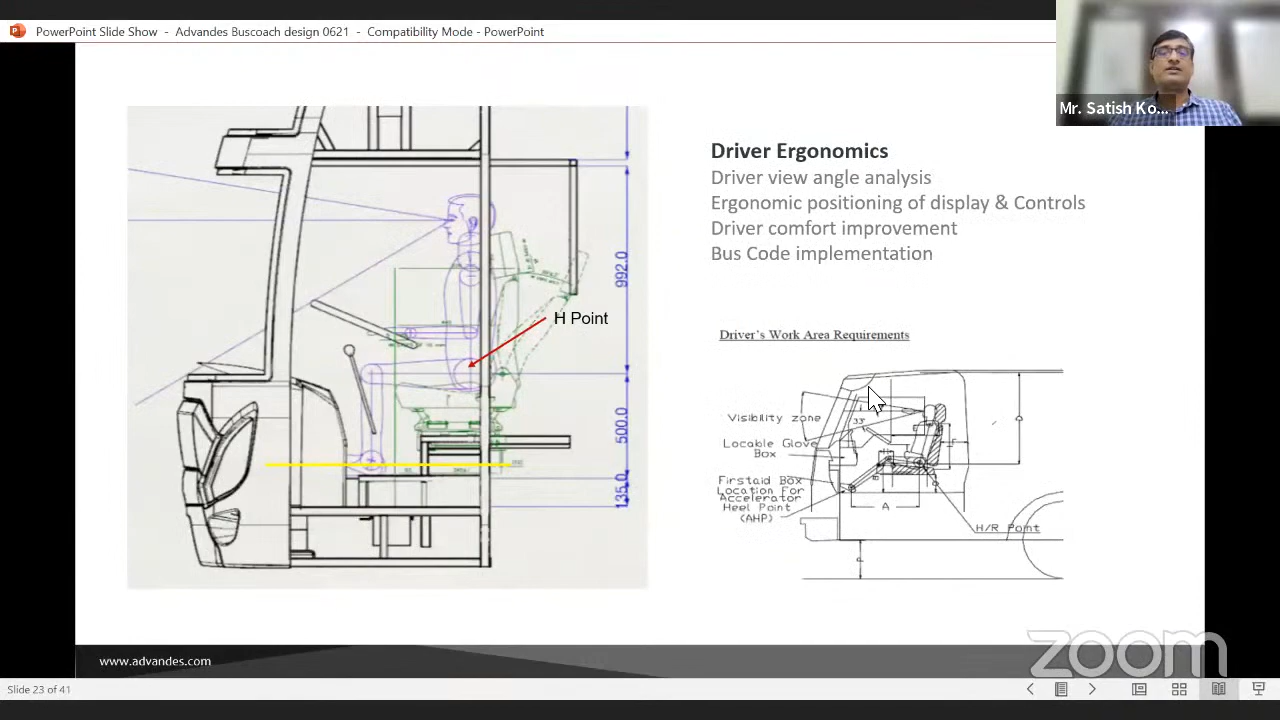 PowerPoint Slide Show - Advandes Buscoach design 0621 - Compatibility Mode - PowerPoint
Mr. Satish Ko...
Driver Ergonomics
Driver view angle analysis
Ergonomic positioning of display & Controls
Driver comfort improvement
Bus Code implementation
992.0
H Point
500.0
135.0
Driver's Work Area Requirements
Visibility zone
33°
Locable Glove
Box
Firstaid Box
Location For
Accelerator
Heel Point
(AHP)
A
D
F
H/R Point
www.advandes.com
zoom
Slide 23 of 41